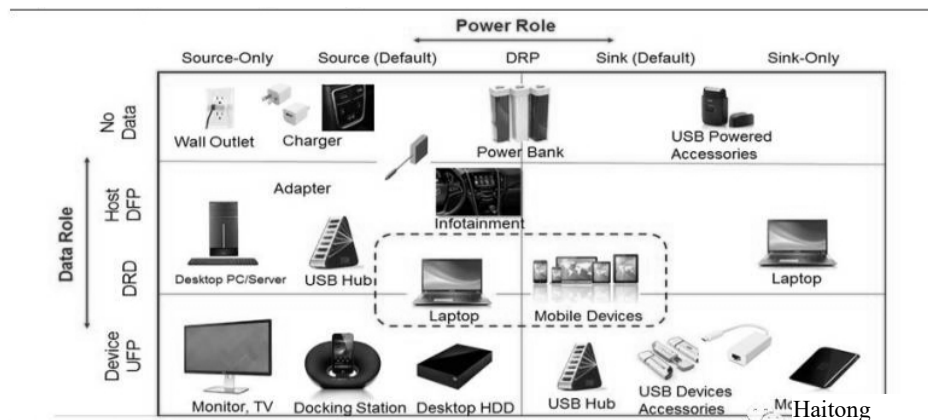 Power Role
Source-Only Source (Default) DRP Sink (Default) Sink-Only
Data Role
No Data
Host DFP
DRD
Device UFP
Wall Outlet
Charger
Power Bank
USB Powered
Accessories
Adapter
Infotainment
Desktop PC/Server
USB Hub
Laptop
Mobile Devices
Laptop
Monitor, TV
Docking Station
Desktop HDD
USB Hub
USB Devices
Accessories
Haitong